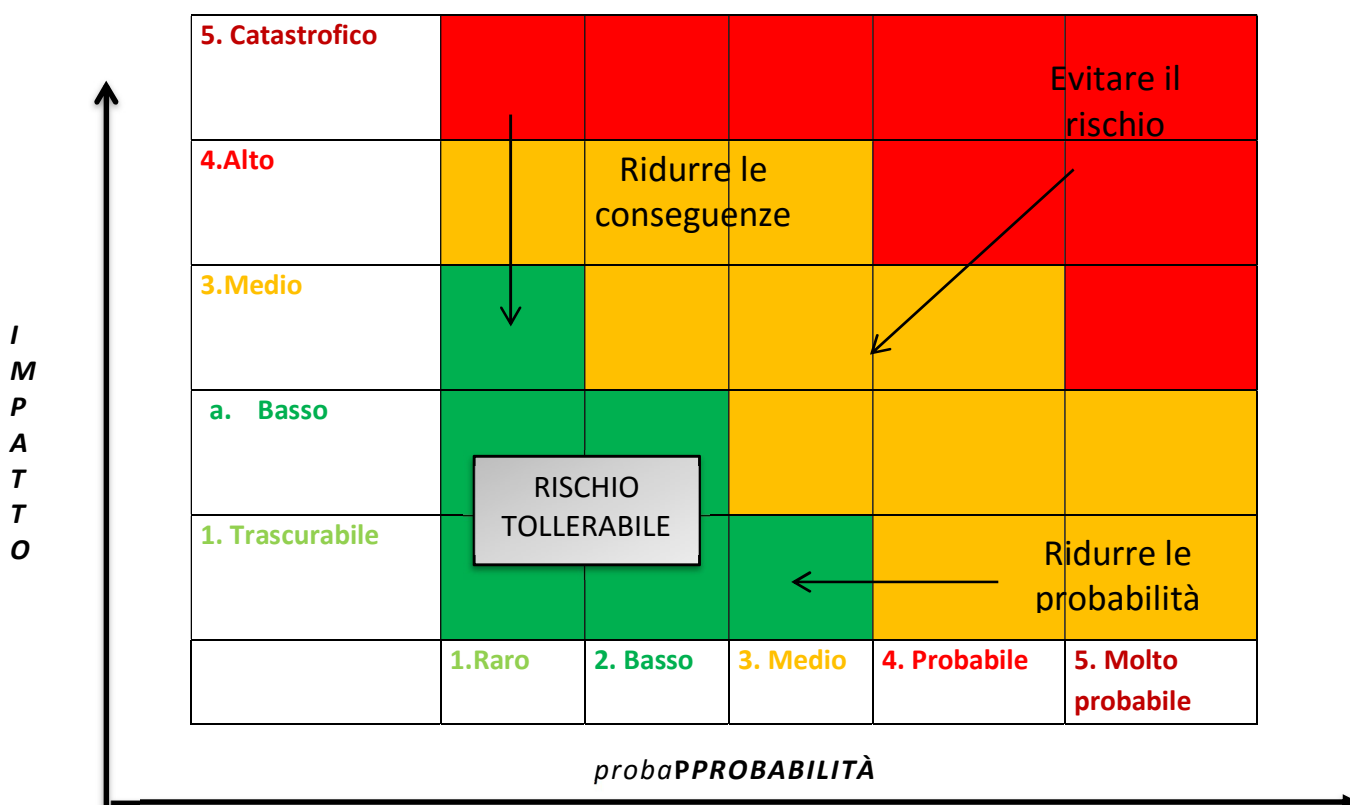 5. Catastrofico
Evitare il
rischio
4.Alto
Ridurre le
conseguenze
3.Medio
I
M
P
A
T
T
O
a. Basso
RISCHIO
TOLLERABILE
1. Trascurabile
Ridurre le
probabilità
1.Raro
2. Basso
3. Medio
4. Probabile
5. Molto
probabile
probaPPROBABILITÀ